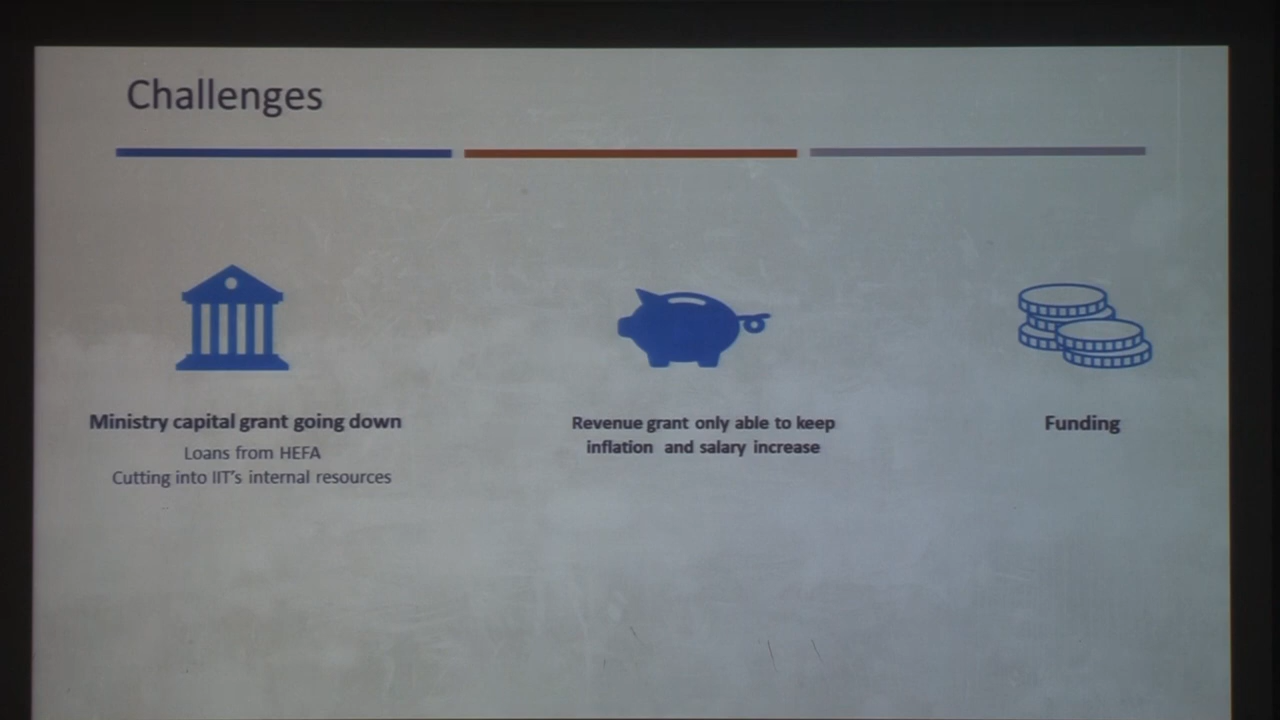 Challenges
Ministry capital grant going down
Loans from HEFA
Cutting into IIT's internal resources
Revenue grant only able to keep
inflation and salary increase
Funding